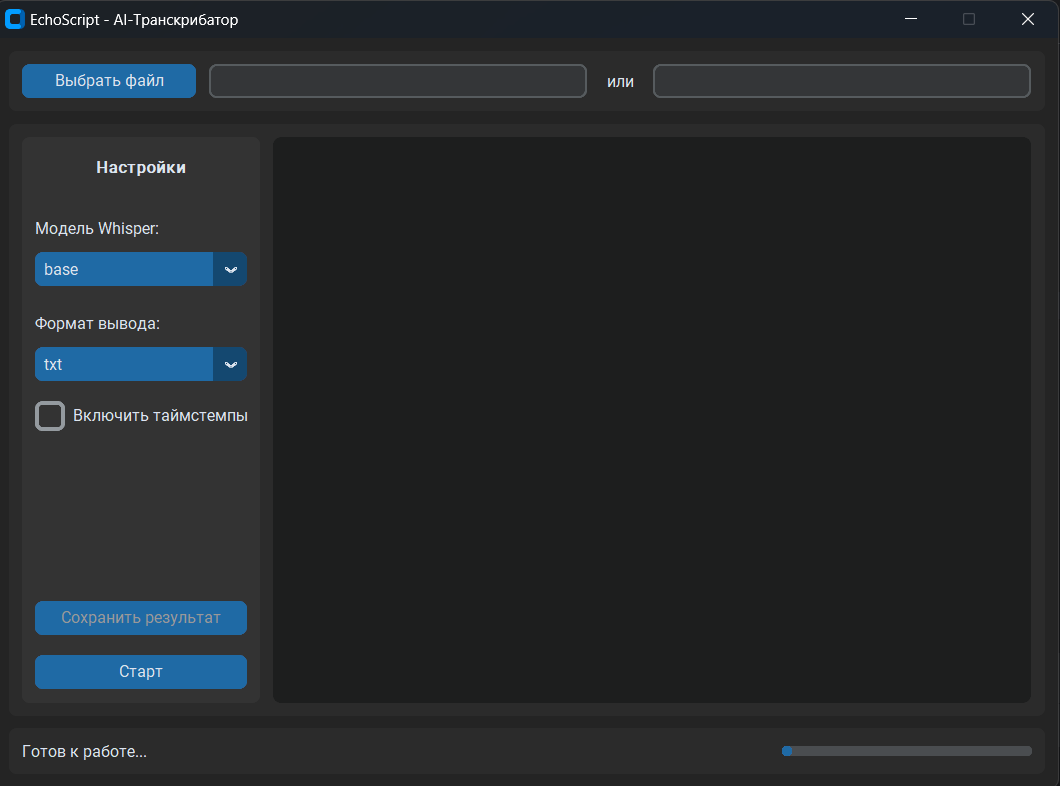 EchoScript - AI-Транскрибатор
Выбрать файл
или
Настройки
Модель Whisper:
base
Формат вывода:
txt
Включить таймстемпы
Сохранить результат
Старт
Готов к работе...